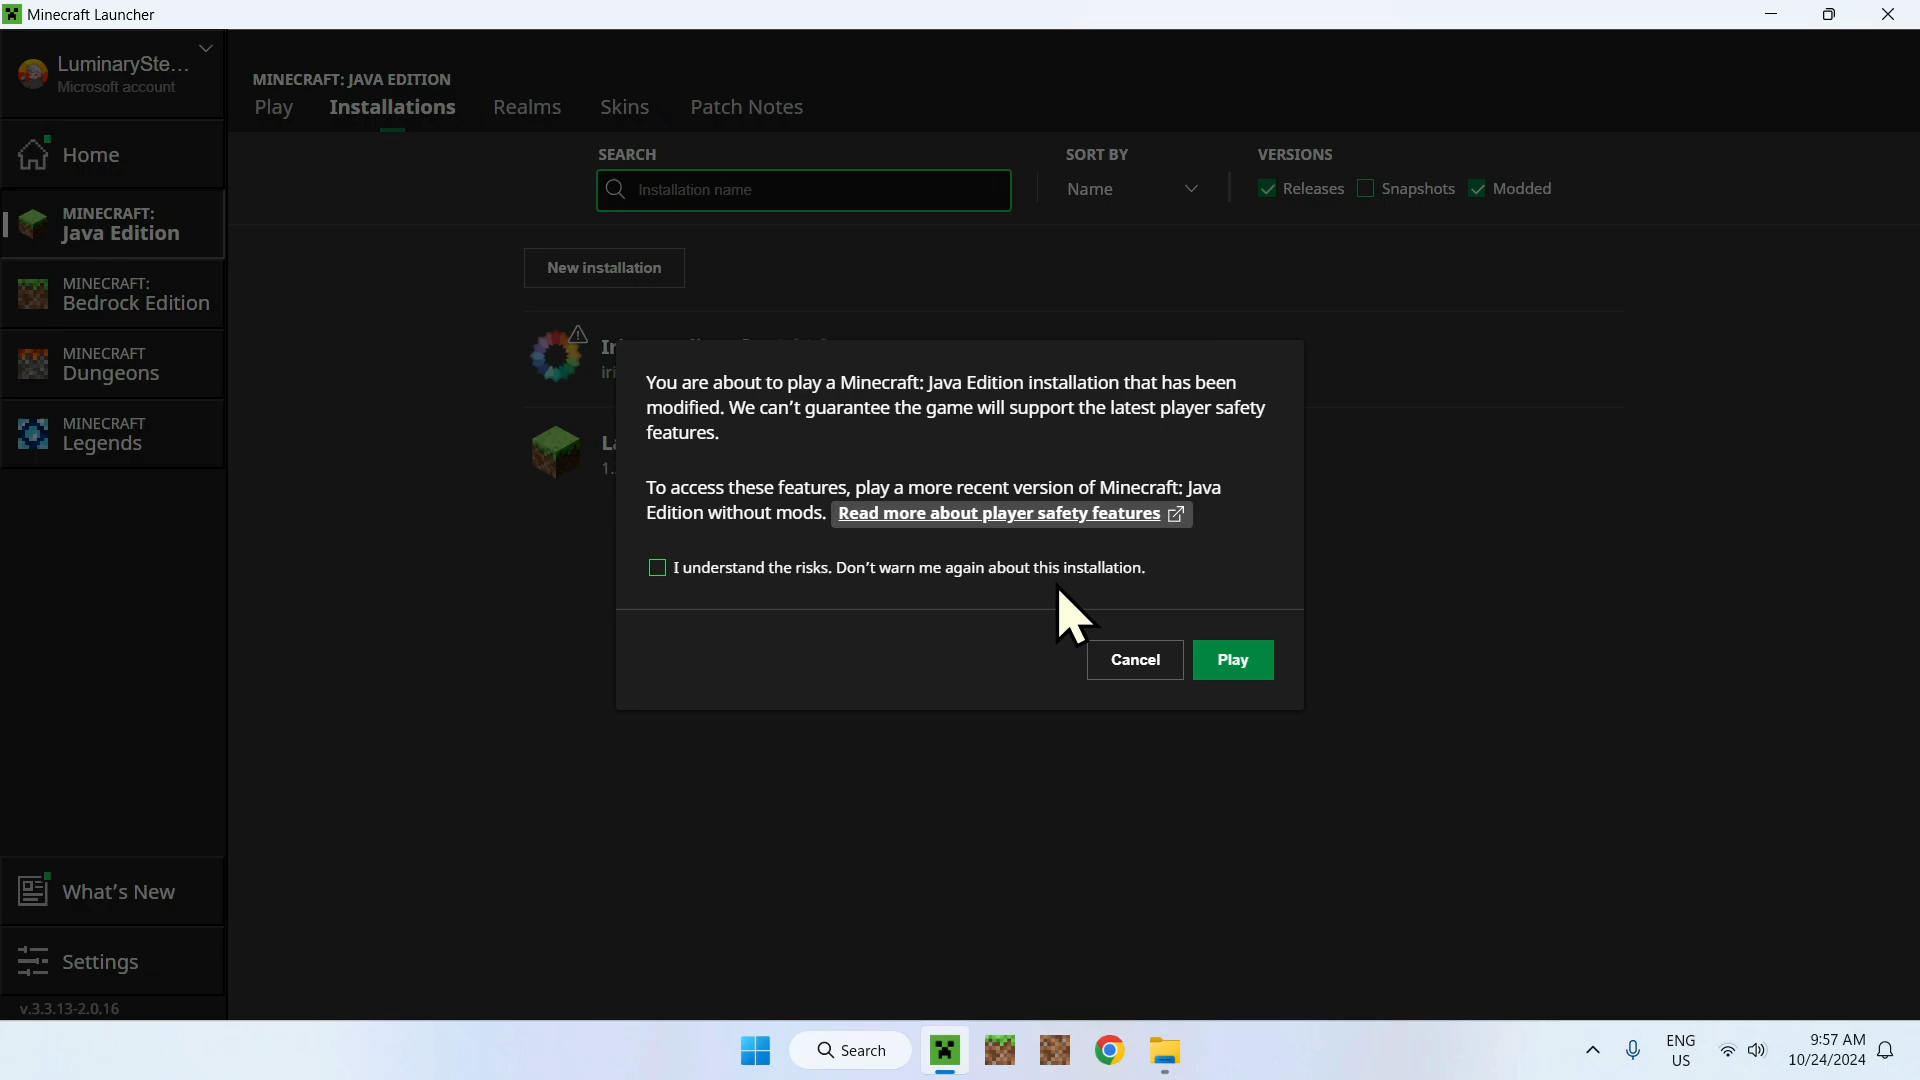 Minecraft Launcher
LuminarySte...
Microsoft account
MINECRAFT: JAVA EDITION
Play Installations Realms Skins Patch Notes
Home
MINECRAFT:
Java Edition
MINECRAFT:
Bedrock Edition
MINECRAFT
Dungeons
MINECRAFT
Legends
What's New
Settings
v.3.3.13-2.0.16
SEARCH
Installation name
SORT BY
Name
VERSIONS
Releases Snapshots Modded
New installation
You are about to play a Minecraft: Java Edition installation that has been
modified. We can't guarantee the game will support the latest player safety
features.
To access these features, play a more recent version of Minecraft: Java
Edition without mods. Read more about player safety features
I understand the risks. Don't warn me again about this installation.
Cancel Play
Search
ENG
US
9:57 AM
10/24/2024